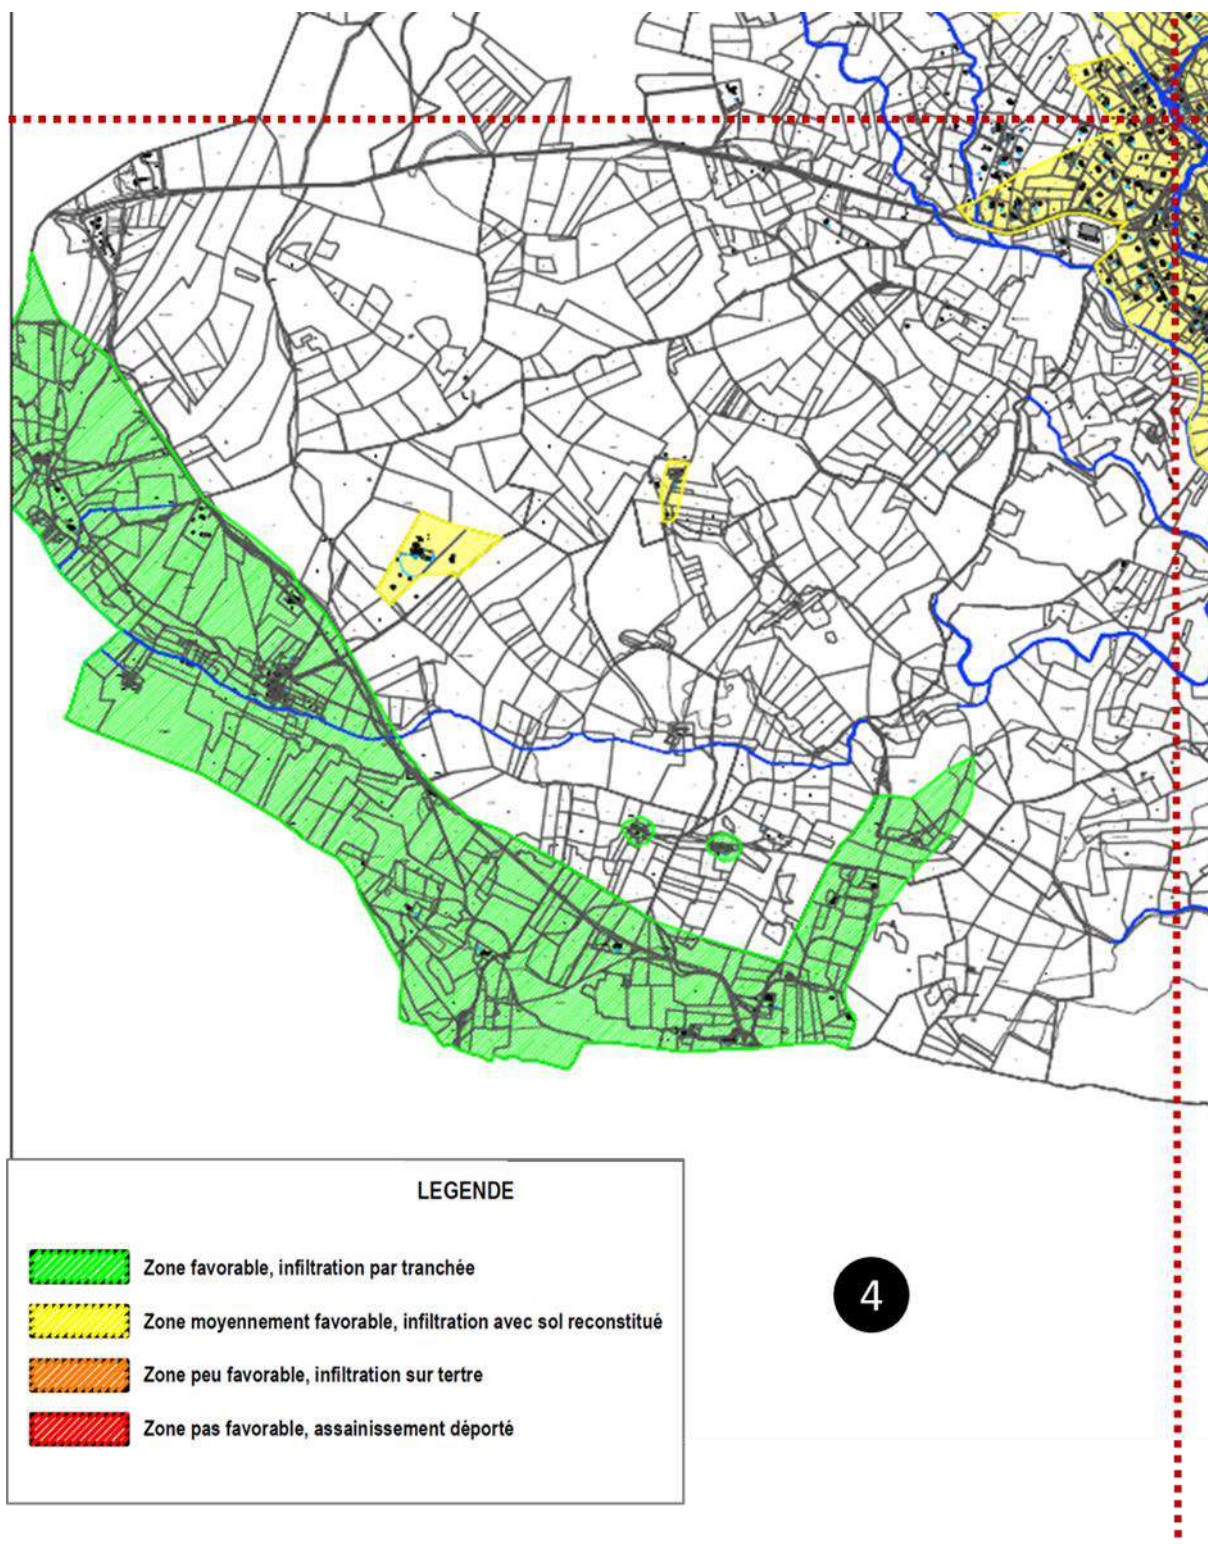 LEGENDE
Zone favorable, infiltration par tranchée
Zone moyennement favorable, infiltration avec sol reconstitué
Zone peu favorable, infiltration sur tertre
Zone pas favorable, assainissement déporté
4